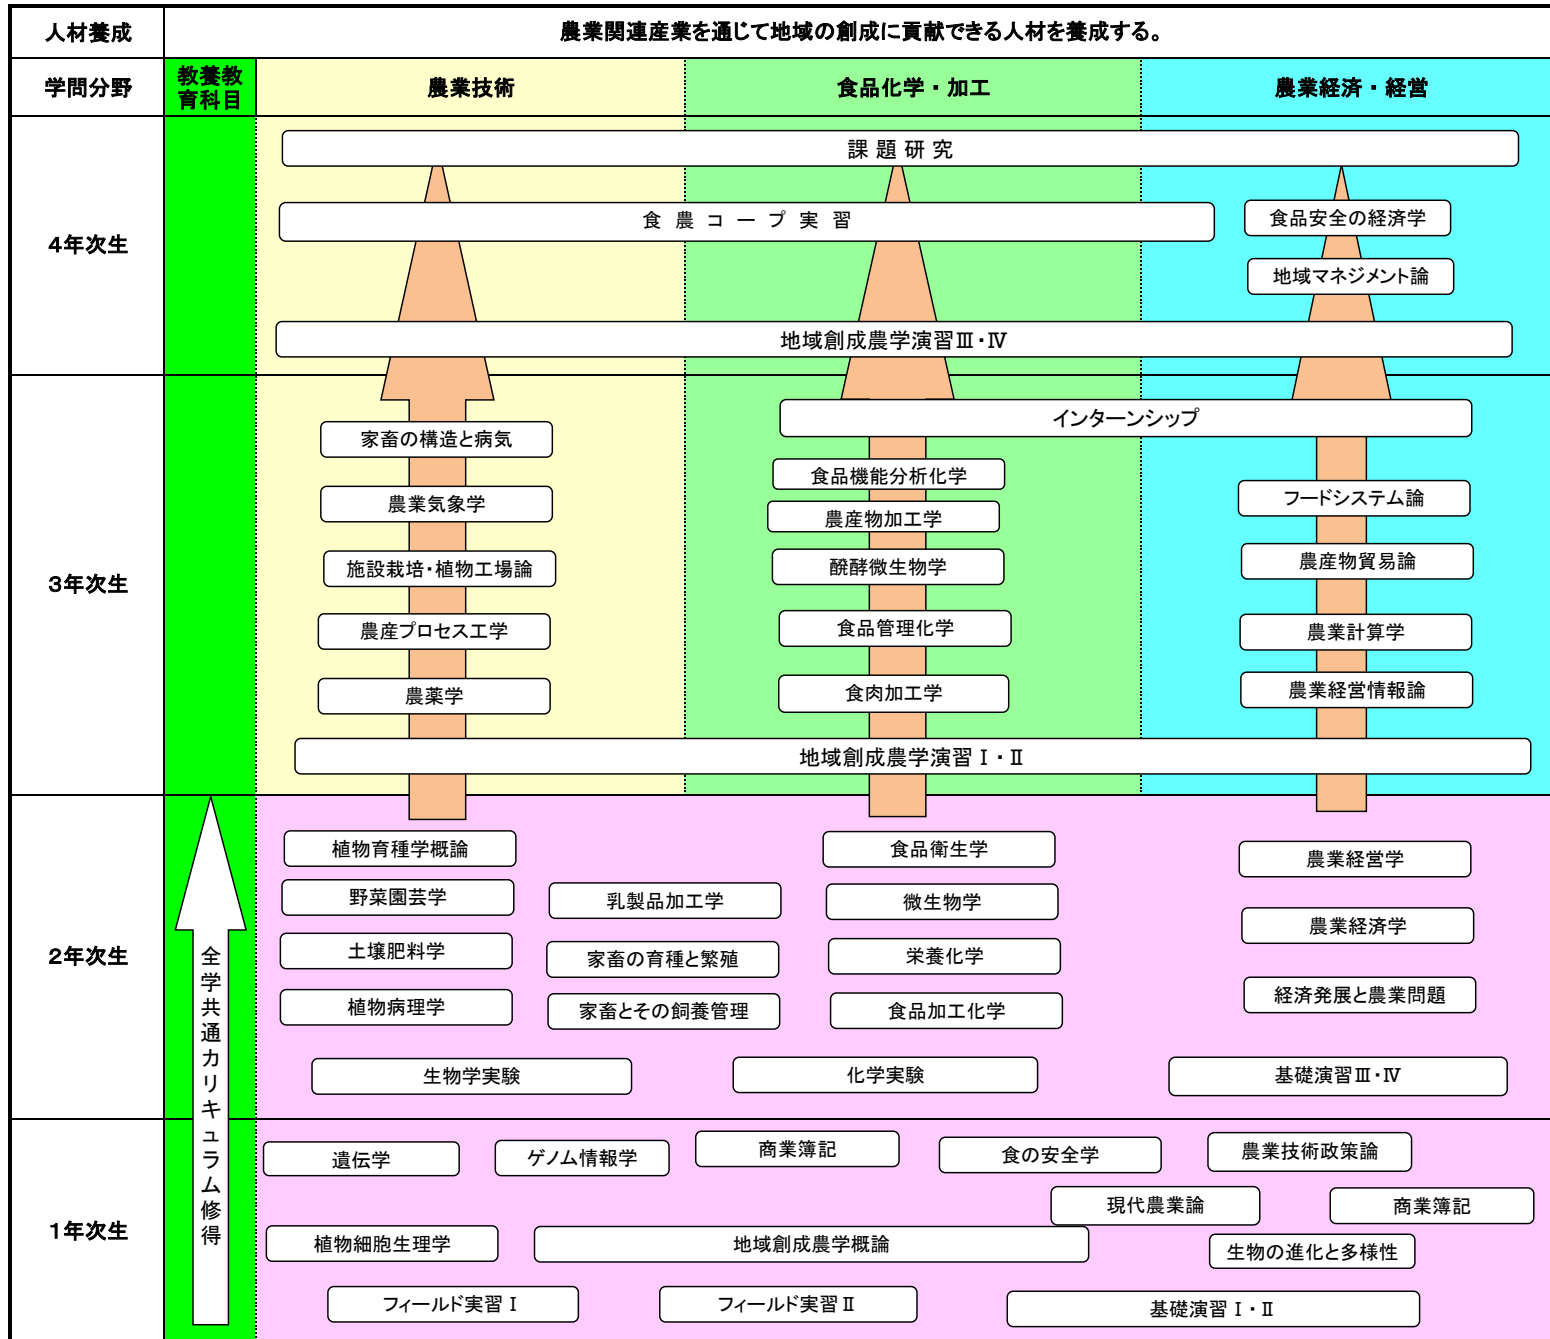 人材養成
農業関連産業を通じて地域の創成に貢献できる人材を養成する。
学問分野
教養教
育科目
農業技術
食品化学・加工
農業経済・経営
4年次生
課題研究
食農コープ実習
食品安全の経済学
地域マネジメント論
地域創成農学演習Ⅲ・Ⅳ
3年次生
インターンシップ
家畜の構造と病気
農業気象学
施設栽培・植物工場論
農産プロセス工学
農薬学
食品機能分析化学
農産物加工学
醗酵微生物学
食品管理化学
食肉加工学
フードシステム論
農産物貿易論
農業計算学
農業経営情報論
地域創成農学演習Ⅰ・Ⅱ
2年次生
全学共通カリキュラム修得
植物育種学概論
野菜園芸学
土壌肥料学
植物病理学
乳製品加工学
家畜の育種と繁殖
家畜とその飼養管理
食品衛生学
微生物学
栄養化学
食品加工化学
農業経営学
農業経済学
経済発展と農業問題
生物学実験
化学実験
基礎演習Ⅲ・Ⅳ
1年次生
遺伝学
ゲノム情報学
商業簿記
食の安全学
農業技術政策論
現代農業論
商業簿記
植物細胞生理学
地域創成農学概論
生物の進化と多様性
フィールド実習Ⅰ
フィールド実習Ⅱ
基礎演習Ⅰ・Ⅱ